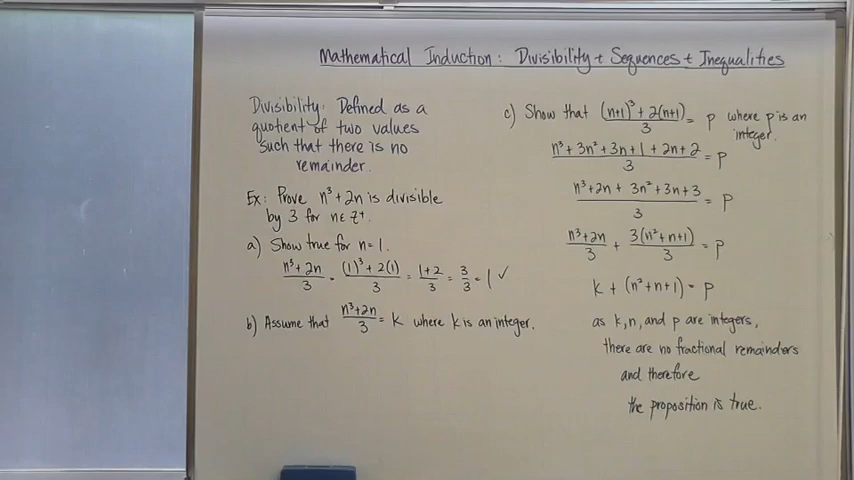 Mathematical Induction: Divisibility + Sequences + Inequalities
Divisibility: Defined as a
quotient of two values
such that there is no
remainder.
Ex: Prove n³+2n is divisible
by 3 for n∈ Z⁺.
a) Show true for n=1.
(n³+2n)/3 = ((1)³+2(1))/3 = (1+2)/3 = 3/3 = 1 ✓
b) Assume that (n³+2n)/3 = k where k is an integer.
c) Show that ((n+1)³+2(n+1))/3 = p where p is an
integer.
(n³+3n²+3n+1+2n+2)/3 = p
(n³+2n+3n²+3n+3)/3 = p
(n³+2n)/3 + 3(n²+n+1)/3 = p
k + (n²+n+1) = p
as k, n, and p are integers,
there are no fractional remainders
and therefore
the proposition is true.